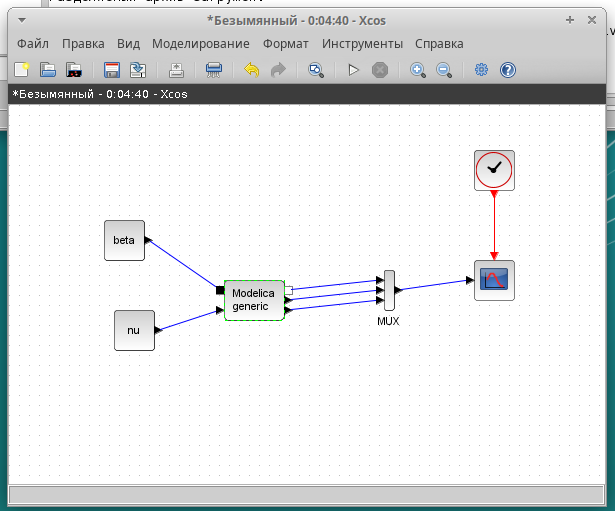 *Безымянный - 0:04:40 - Xcos
Файл Правка Вид Моделирование Формат Инструменты Справка
*Безымянный - 0:04:40 - Xcos
beta
Modelica
generic
nu
MUX